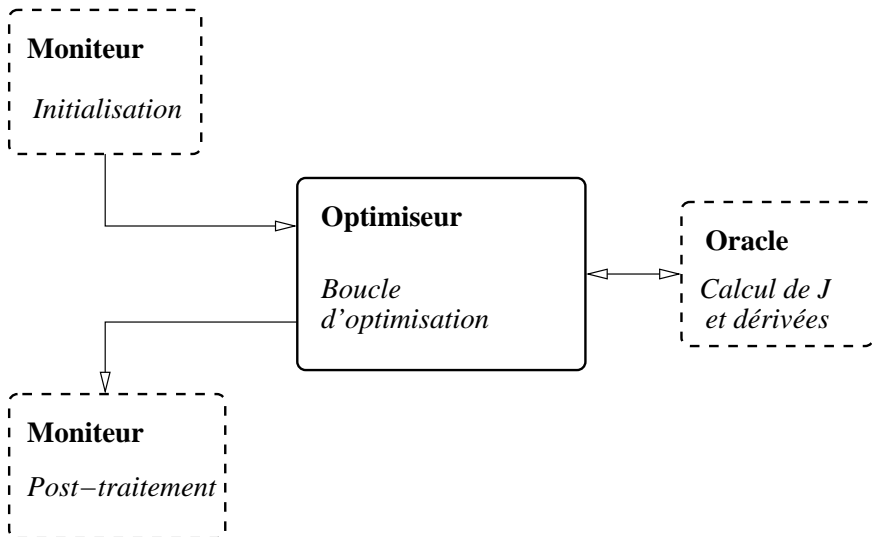 Moniteur
Initialisation
Optimiseur
Boucle
d'optimisation
Oracle
Calcul de J
et dérivées
Moniteur
Post−traitement